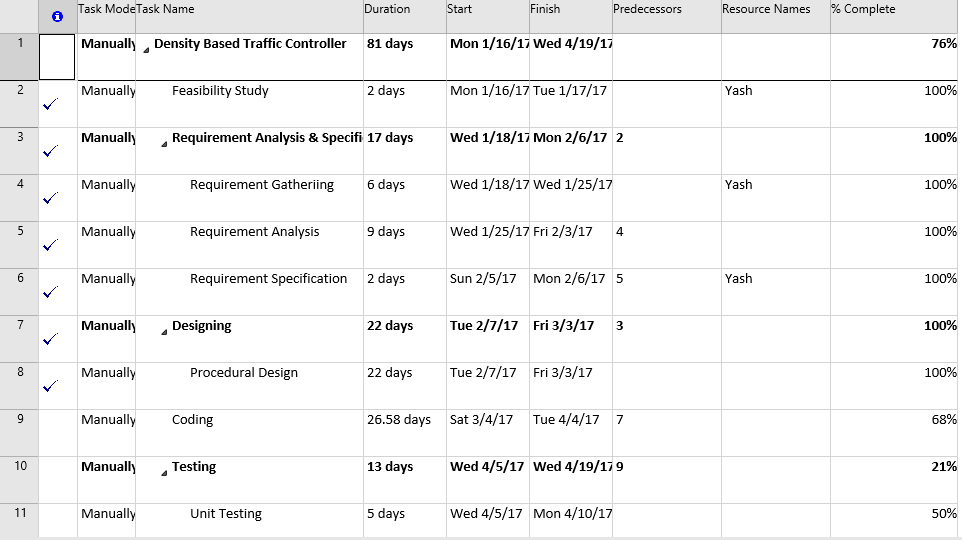 Task Mode Task Name Duration Start Finish Predecessors Resource Names % Complete
1 Manually Density Based Traffic Controller 81 days Mon 1/16/17 Wed 4/19/17 76%
2 Manually Feasibility Study 2 days Mon 1/16/17 Tue 1/17/17 Yash 100%
3 Manually Requirement Analysis & Specifi 17 days Wed 1/18/17 Mon 2/6/17 2 100%
4 Manually Requirement Gatheriing 6 days Wed 1/18/17 Wed 1/25/17 Yash 100%
5 Manually Requirement Analysis 9 days Wed 1/25/17 Fri 2/3/17 4 100%
6 Manually Requirement Specification 2 days Sun 2/5/17 Mon 2/6/17 5 Yash 100%
7 Manually Designing 22 days Tue 2/7/17 Fri 3/3/17 3 100%
8 Manually Procedural Design 22 days Tue 2/7/17 Fri 3/3/17 100%
9 Manually Coding 26.58 days Sat 3/4/17 Tue 4/4/17 7 68%
10 Manually Testing 13 days Wed 4/5/17 Wed 4/19/17 9 21%
11 Manually Unit Testing 5 days Wed 4/5/17 Mon 4/10/17 50%